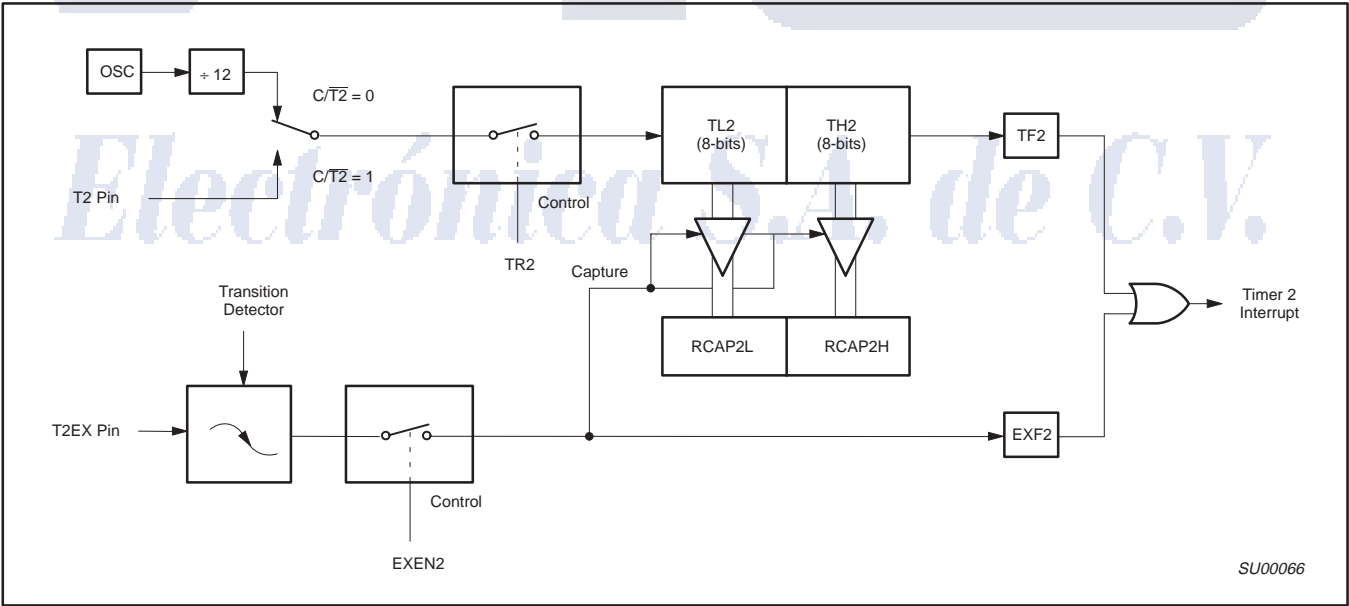 OSC
÷ 12
C/T2 = 0
TL2
(8-bits)
TH2
(8-bits)
TF2
C/T2 = 1
T2 Pin
Control
Electrónica S.A. de C.V.
TR2
Capture
Transition
Detector
Timer 2
Interrupt
RCAP2L
RCAP2H
T2EX Pin
EXF2
Control
EXEN2
SU00066